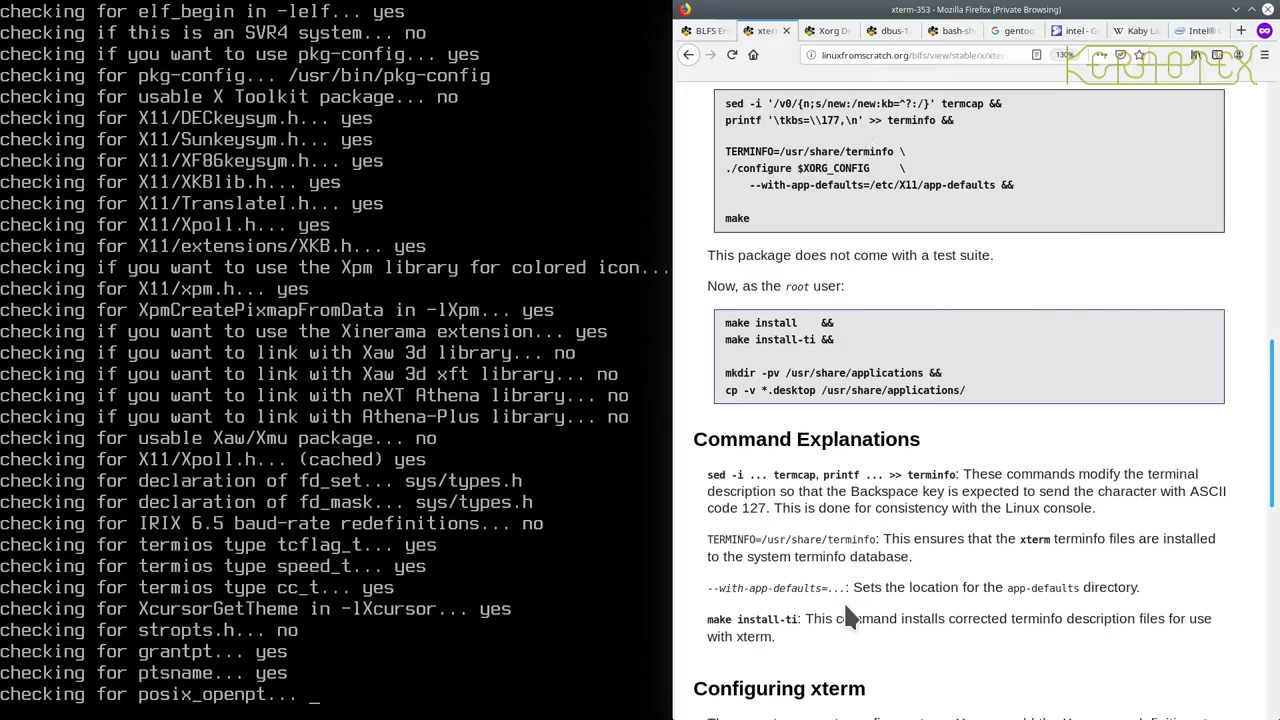 checking for elf_begin in -lelf... yes
checking if this is an SVR4 system... no
checking if you want to use pkg-config... yes
checking for pkg-config... /usr/bin/pkg-config
checking for usable X Toolkit package... no
checking for X11/DECkeysym.h... yes
checking for X11/Sunkeysym.h... yes
checking for X11/XF86keysym.h... yes
checking for X11/XKBlib.h... yes
checking for X11/TranslateI.h... yes
checking for X11/Xpoll.h... yes
checking for X11/extensions/XKB.h... yes
checking if you want to use the Xpm library for colored icon...
checking for X11/xpm.h... yes
checking for XpmCreatePixmapFromData in -lXpm... yes
checking if you want to use the Xinerama extension... yes
checking if you want to link with Xaw 3d library... no
checking if you want to link with Xaw 3d xft library... no
checking if you want to link with neXT Athena library... no
checking if you want to link with Athena-Plus library... no
checking for usable Xaw/Xmu package... no
checking for X11/Xpoll.h... (cached) yes
checking for declaration of fd_set... sys/types.h
checking for declaration of fd_mask... sys/types.h
checking for IRIX 6.5 baud-rate redefinitions... no
checking for termios type tcflag_t... yes
checking for termios type speed_t... yes
checking for termios type cc_t... yes
checking for XcursorGetTheme in -lXcursor... yes
checking for stropts.h... no
checking for grantpt... yes
checking for ptsname... yes
checking for posix_openpt... _
xterm-353 - Mozilla Firefox (Private Browsing)
BLFS En xterm Xorg Dr dbus-1. bash-sh gentoo intel - G Kaby La Intel® C
linuxfromscratch.org/blfs/view/stable/x/xte 130%
KERNOTEX
sed -i '/v0/{n;s/new:/new:kb=^?:/}' termcap &&
printf '\tkbs=\\177,\n' >> terminfo &&
TERMINFO=/usr/share/terminfo \
./configure $XORG_CONFIG \
--with-app-defaults=/etc/X11/app-defaults &&
make
This package does not come with a test suite.
Now, as the root user:
make install &&
make install-ti &&
mkdir -pv /usr/share/applications &&
cp -v *.desktop /usr/share/applications/
Command Explanations
sed -i ... termcap, printf ... >> terminfo: These commands modify the terminal
description so that the Backspace key is expected to send the character with ASCII
code 127. This is done for consistency with the Linux console.
TERMINFO=/usr/share/terminfo: This ensures that the xterm terminfo files are installed
to the system terminfo database.
--with-app-defaults=...: Sets the location for the app-defaults directory.
make install-ti: This command installs corrected terminfo description files for use
with xterm.
Configuring xterm